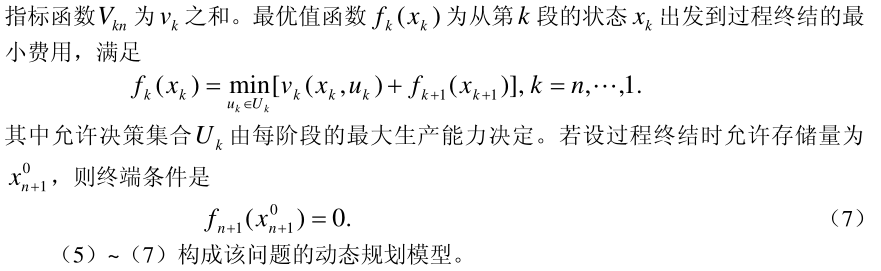 指标函数V_{kn} 为 v_k 之和。最优值函数 f_k(x_k) 为从第 k 段的状态 x_k 出发到过程终结的最
小费用，满足
f_k(x_k) = \min_{u_k∈U_k}[v_k(x_k,u_k) + f_{k+1}(x_{k+1})], k = n,⋯,1.
其中允许决策集合U_k 由每阶段的最大生产能力决定。若设过程终结时允许存储量为
x_{n+1}^0，则终端条件是
f_{n+1}(x_{n+1}^0) = 0. （7）
（5）~（7）构成该问题的动态规划模型。